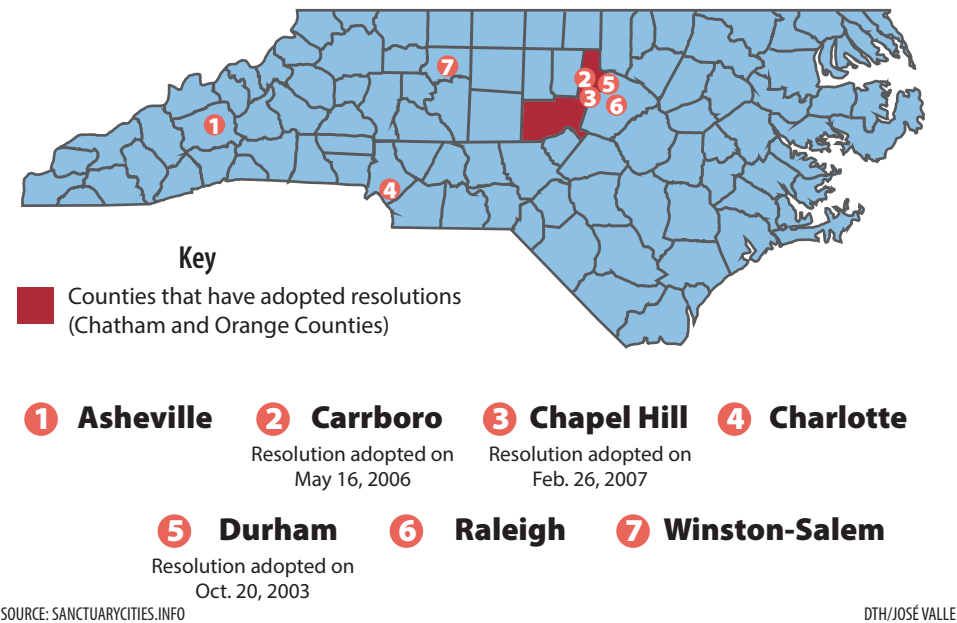 1
2
3
4
5
6
7
Key
Counties that have adopted resolutions
(Chatham and Orange Counties)
1 Asheville
2 Carrboro
Resolution adopted on
May 16, 2006
3 Chapel Hill
Resolution adopted on
Feb. 26, 2007
4 Charlotte
5 Durham
Resolution adopted on
Oct. 20, 2003
6 Raleigh
7 Winston-Salem
SOURCE: SANCTUARYCITIES.INFO
DTH/JOSÉ VALLE